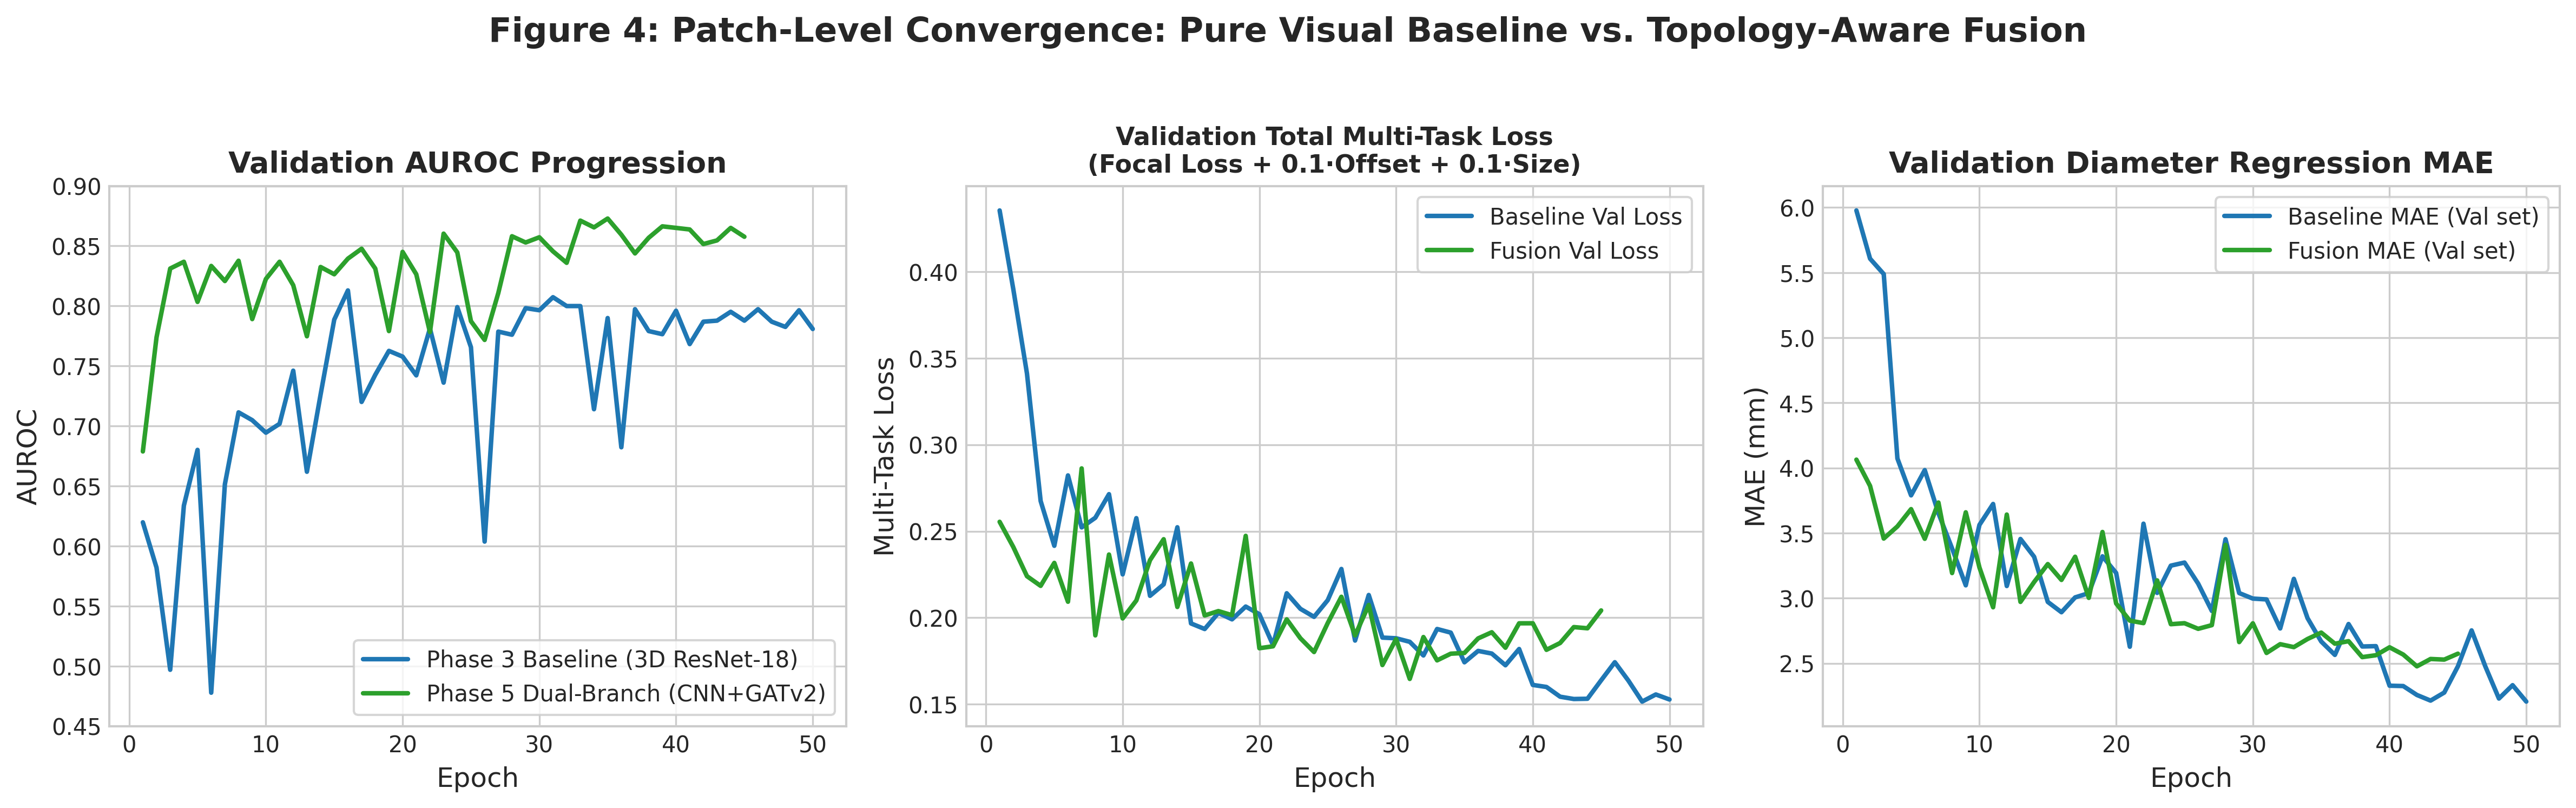 Figure 4: Patch-Level Convergence: Pure Visual Baseline vs. Topology-Aware Fusion
Validation AUROC Progression
0.90
0.85
0.80
0.75
0.70
0.65
0.60
0.55
0.50
0.45
AUROC
Phase 3 Baseline (3D ResNet-18)
Phase 5 Dual-Branch (CNN+GATv2)
0 10 20 30 40 50
Epoch
Validation Total Multi-Task Loss
(Focal Loss + 0.1·Offset + 0.1·Size)
Baseline Val Loss
Fusion Val Loss
0.40
0.35
0.30
0.25
0.20
0.15
Multi-Task Loss
0 10 20 30 40 50
Epoch
Validation Diameter Regression MAE
Baseline MAE (Val set)
Fusion MAE (Val set)
6.0
5.5
5.0
4.5
4.0
3.5
3.0
2.5
MAE (mm)
0 10 20 30 40 50
Epoch